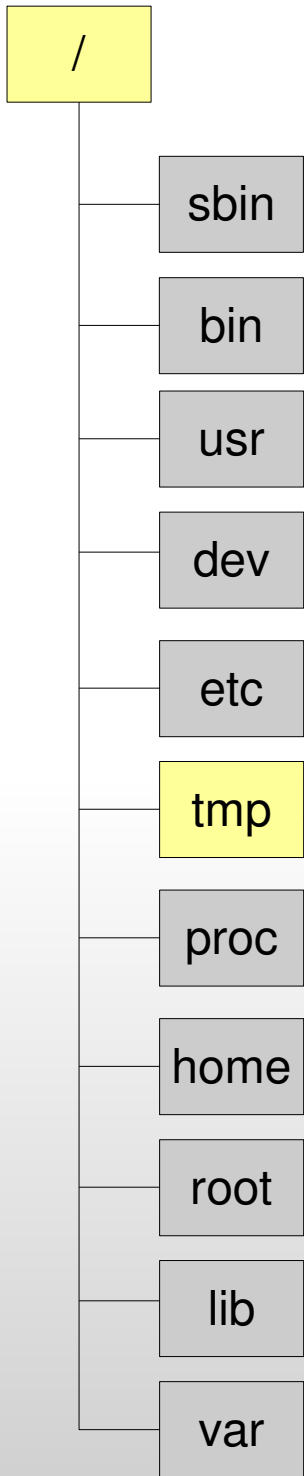 /
sbin
bin
usr
dev
etc
tmp
proc
home
root
lib
var